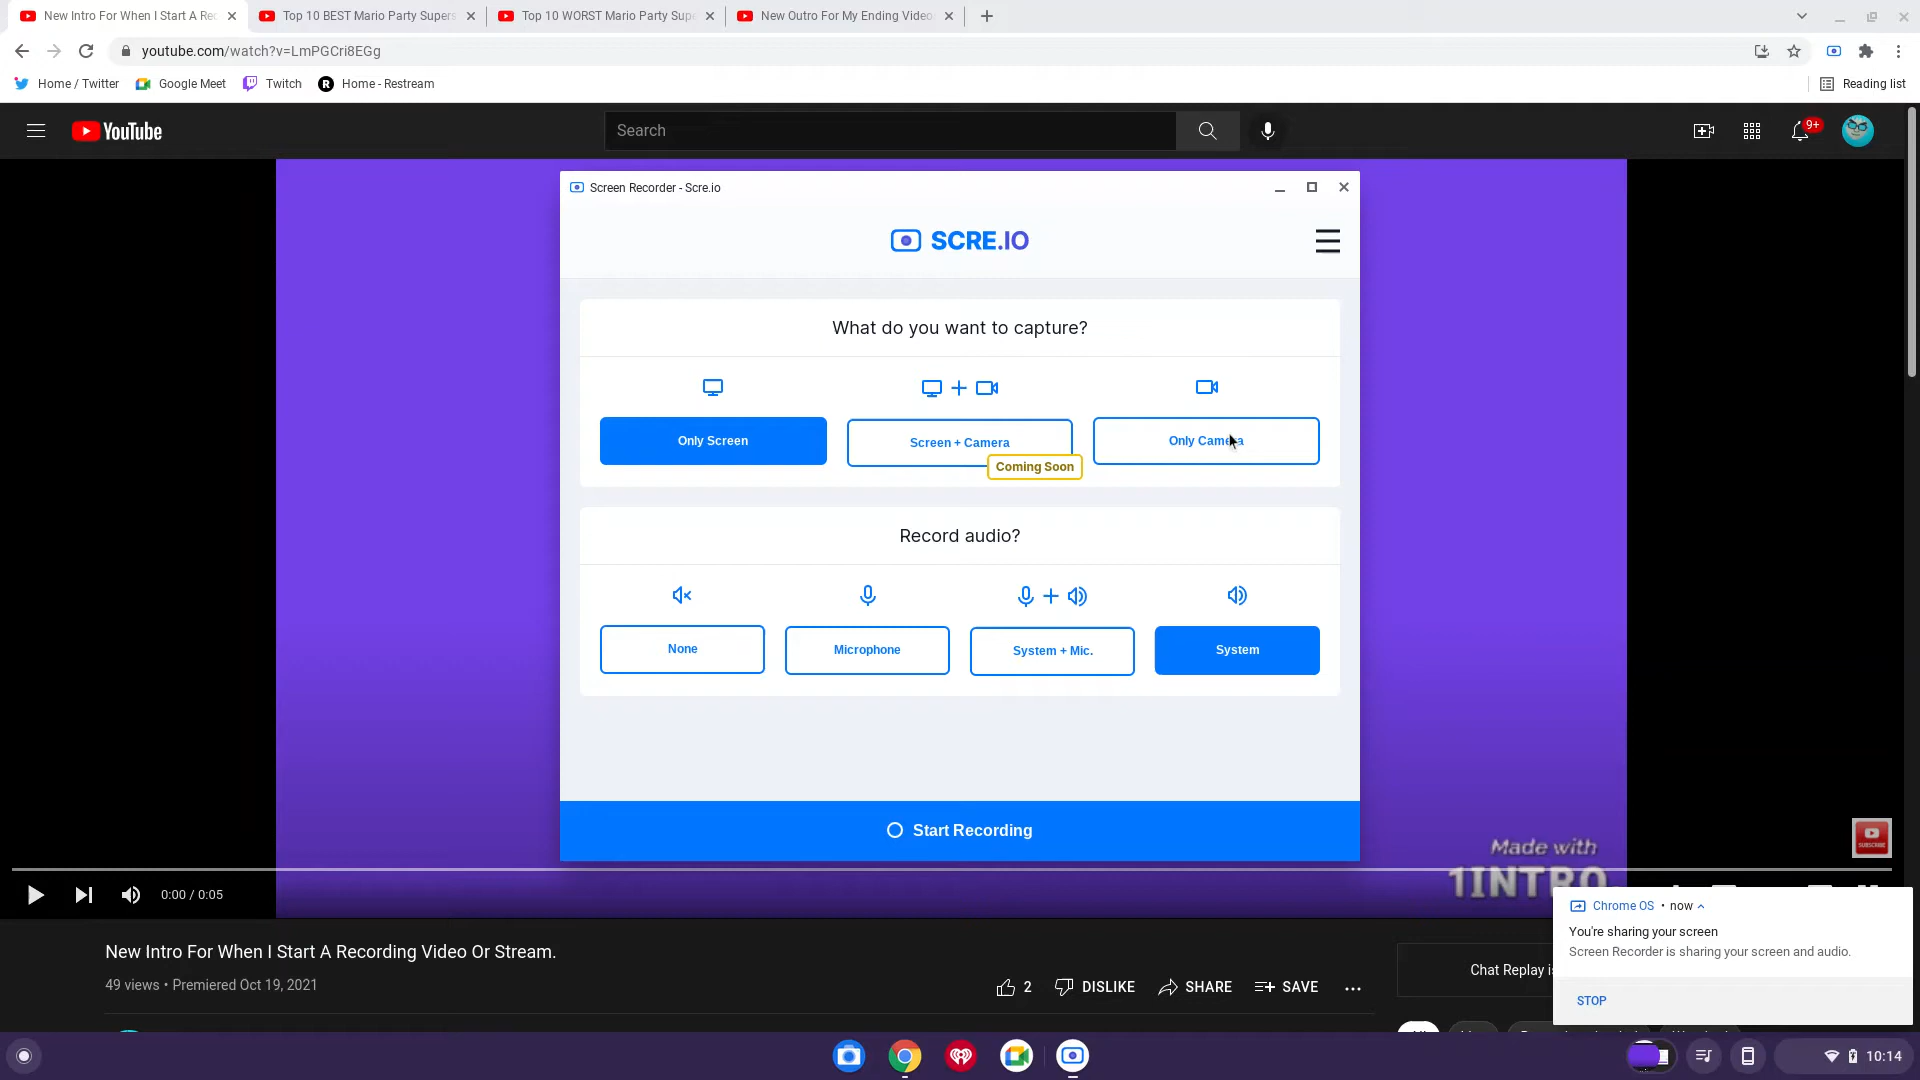 New Intro For When I Start A Rec
Top 10 BEST Mario Party Supers
Top 10 WORST Mario Party Supe
New Outro For My Ending Video
youtube.com/watch?v=LmPGCri8EGg
Home / Twitter
Google Meet
Twitch
R
Home - Restream
Reading list
YouTube
Search
9+
Screen Recorder - Scre.io
SCRE.IO
What do you want to capture?
Only Screen
Screen + Camera
Only Camera
Coming Soon
Record audio?
None
Microphone
System + Mic.
System
Start Recording
Made with
1INTRO
SUBSCRIBE
0:00 / 0:05
New Intro For When I Start A Recording Video Or Stream.
49 views • Premiered Oct 19, 2021
2
DISLIKE
SHARE
SAVE
Chat Replay is
Chrome OS • now
You're sharing your screen
Screen Recorder is sharing your screen and audio.
STOP
10:14